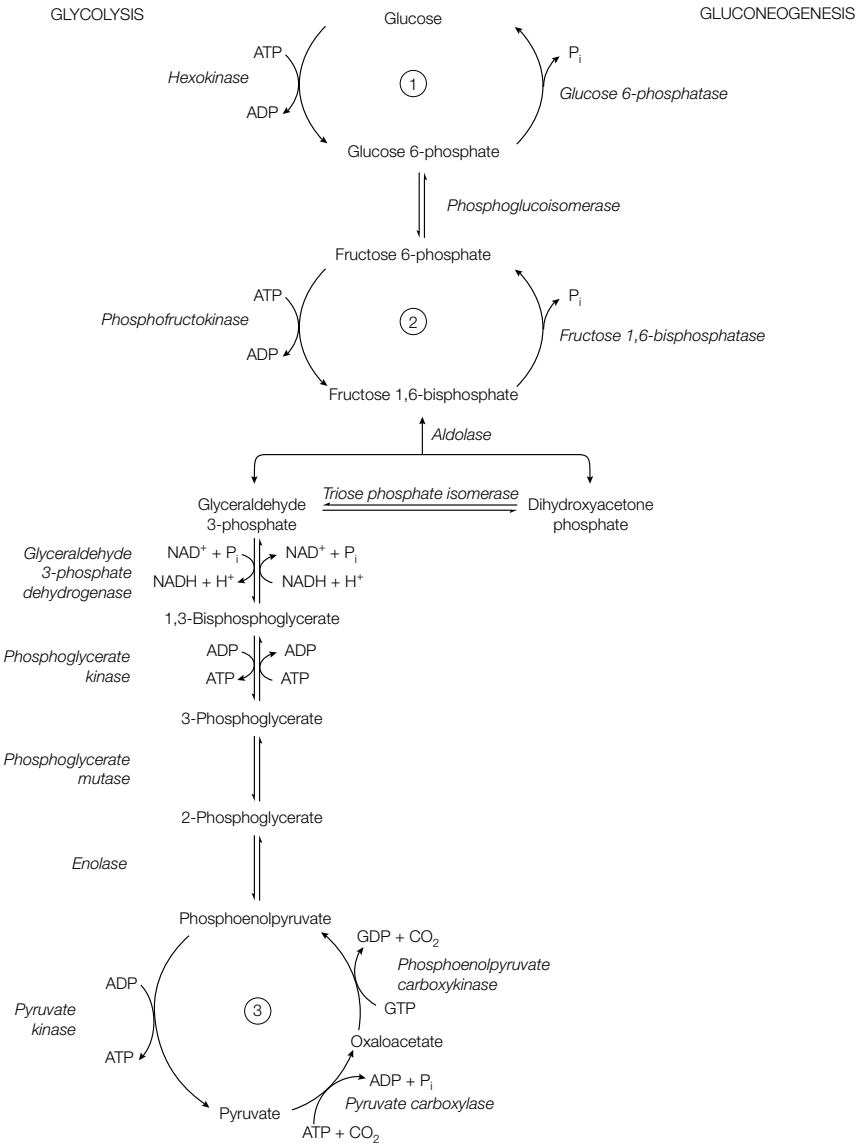 GLYCOLYSIS
Glucose
GLUCONEOGENESIS
ATP
Hexokinase
ADP
1
Pi
Glucose 6-phosphatase
Glucose 6-phosphate
Phosphoglucoisomerase
Fructose 6-phosphate
ATP
Phosphofructokinase
ADP
2
Pi
Fructose 1,6-bisphosphatase
Fructose 1,6-bisphosphate
Aldolase
Triose phosphate isomerase
Glyceraldehyde
3-phosphate
Dihydroxyacetone
phosphate
Glyceraldehyde
3-phosphate
dehydrogenase
NAD+ + Pi
NADH + H+
NAD+ + Pi
NADH + H+
1,3-Bisphosphoglycerate
Phosphoglycerate
kinase
ADP
ATP
ADP
ATP
3-Phosphoglycerate
Phosphoglycerate
mutase
2-Phosphoglycerate
Enolase
Phosphoenolpyruvate
ADP
Pyruvate
kinase
ATP
3
GDP + CO2
Phosphoenolpyruvate
carboxykinase
GTP
Oxaloacetate
ADP + Pi
Pyruvate carboxylase
Pyruvate
ATP + CO2